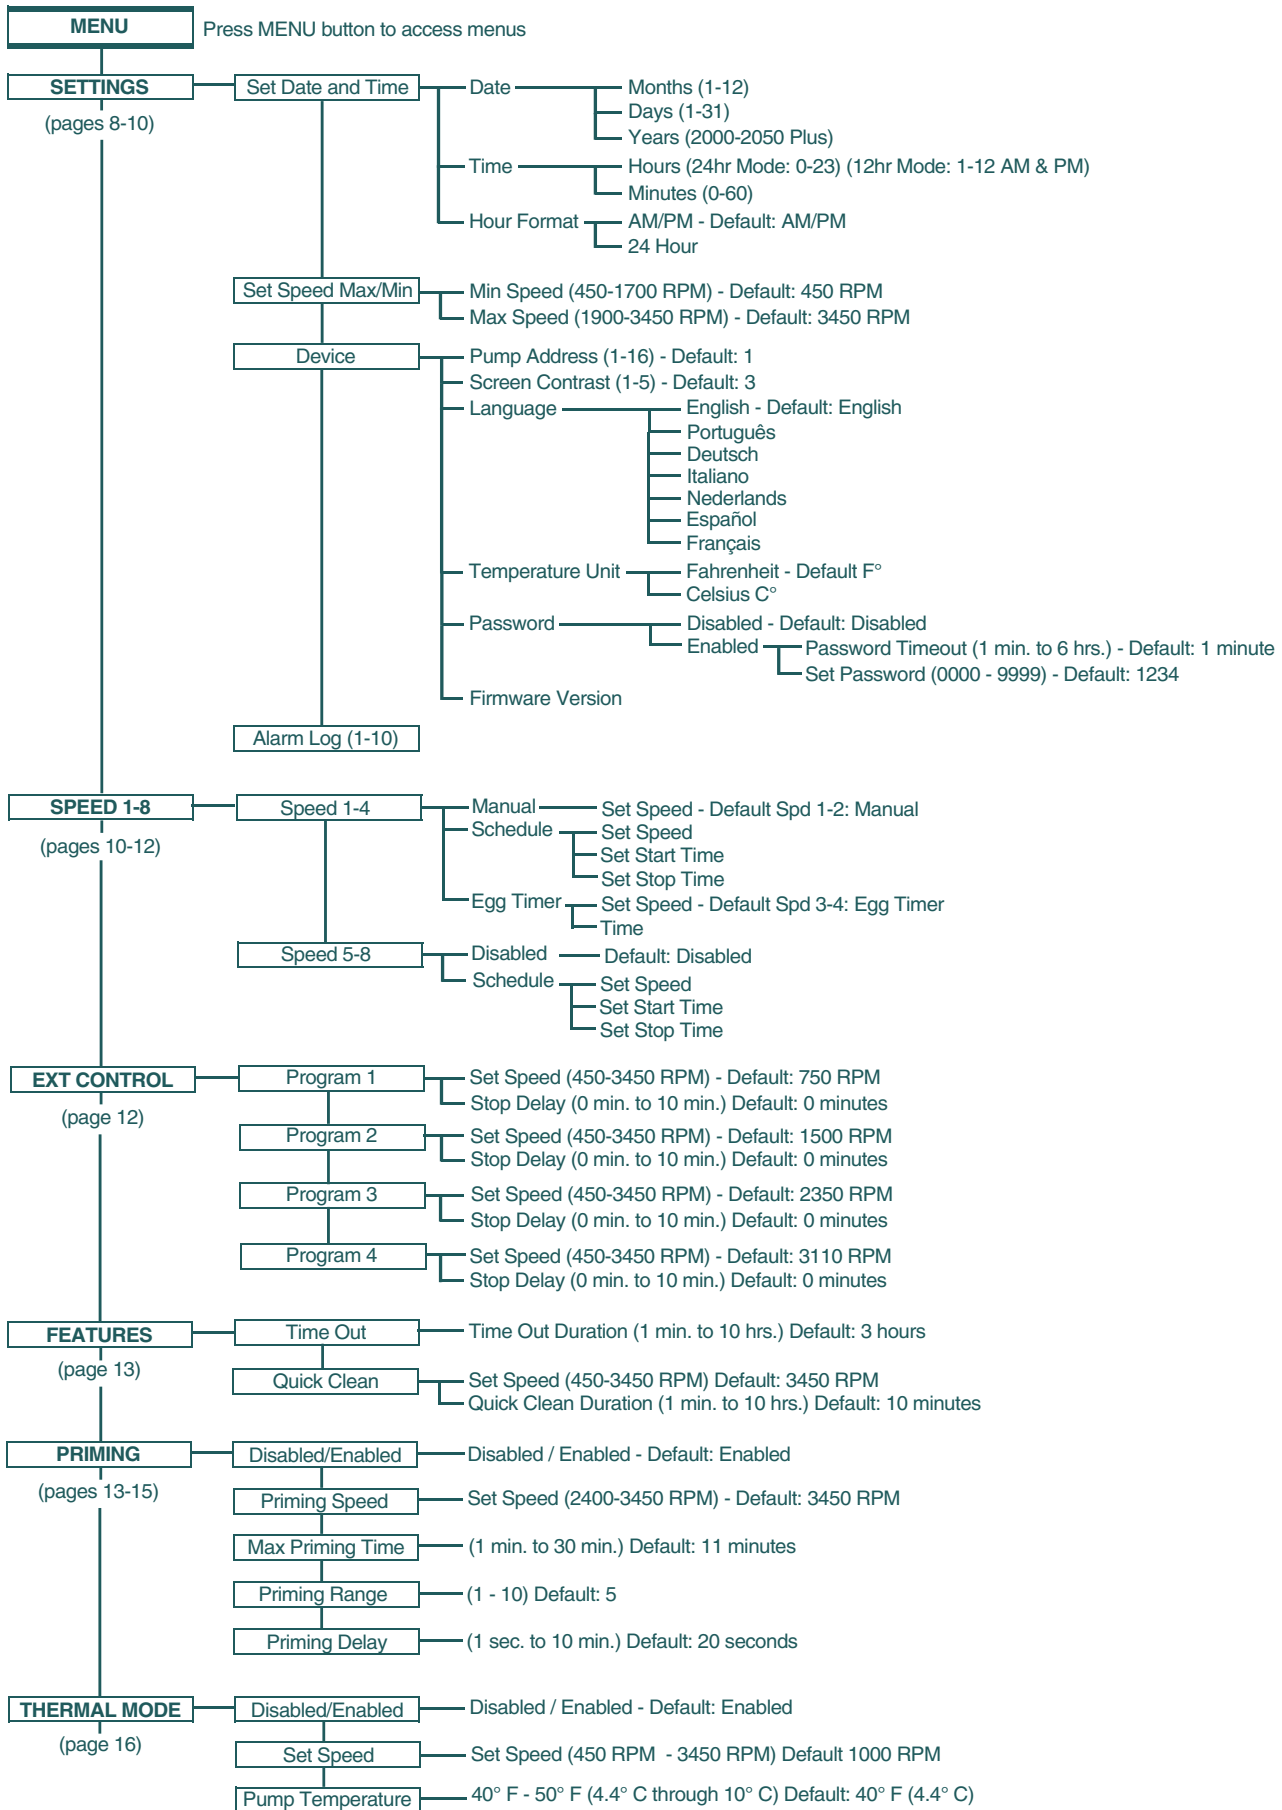 MENU Press MENU button to access menus
SETTINGS Set Date and Time Date Months (1-12)
(pages 8-10) Days (1-31)
Years (2000-2050 Plus)
Time Hours (24hr Mode: 0-23) (12hr Mode: 1-12 AM & PM)
Minutes (0-60)
Hour Format AM/PM - Default: AM/PM
24 Hour
Set Speed Max/Min Min Speed (450-1700 RPM) - Default: 450 RPM
Max Speed (1900-3450 RPM) - Default: 3450 RPM
Device Pump Address (1-16) - Default: 1
Screen Contrast (1-5) - Default: 3
Language English - Default: English
Português
Deutsch
Italiano
Nederlands
Español
Français
Temperature Unit Fahrenheit - Default F°
Celsius C°
Password Disabled - Default: Disabled
Enabled Password Timeout (1 min. to 6 hrs.) - Default: 1 minute
Set Password (0000 - 9999) - Default: 1234
Firmware Version
Alarm Log (1-10)
SPEED 1-8 Speed 1-4 Manual Set Speed - Default Spd 1-2: Manual
(pages 10-12) Schedule Set Speed
Set Start Time
Set Stop Time
Egg Timer Set Speed - Default Spd 3-4: Egg Timer
Time
Speed 5-8 Disabled Default: Disabled
Schedule Set Speed
Set Start Time
Set Stop Time
EXT CONTROL Program 1 Set Speed (450-3450 RPM) - Default: 750 RPM
(page 12) Stop Delay (0 min. to 10 min.) Default: 0 minutes
Program 2 Set Speed (450-3450 RPM) - Default: 1500 RPM
Stop Delay (0 min. to 10 min.) Default: 0 minutes
Program 3 Set Speed (450-3450 RPM) - Default: 2350 RPM
Stop Delay (0 min. to 10 min.) Default: 0 minutes
Program 4 Set Speed (450-3450 RPM) - Default: 3110 RPM
Stop Delay (0 min. to 10 min.) Default: 0 minutes
FEATURES Time Out Time Out Duration (1 min. to 10 hrs.) Default: 3 hours
(page 13) Quick Clean Set Speed (450-3450 RPM) Default: 3450 RPM
Quick Clean Duration (1 min. to 10 hrs.) Default: 10 minutes
PRIMING Disabled/Enabled Disabled / Enabled - Default: Enabled
(pages 13-15) Priming Speed Set Speed (2400-3450 RPM) - Default: 3450 RPM
Max Priming Time (1 min. to 30 min.) Default: 11 minutes
Priming Range (1 - 10) Default: 5
Priming Delay (1 sec. to 10 min.) Default: 20 seconds
THERMAL MODE Disabled/Enabled Disabled / Enabled - Default: Enabled
(page 16) Set Speed Set Speed (450 RPM - 3450 RPM) Default 1000 RPM
Pump Temperature 40° F - 50° F (4.4° C through 10° C) Default: 40° F (4.4° C)